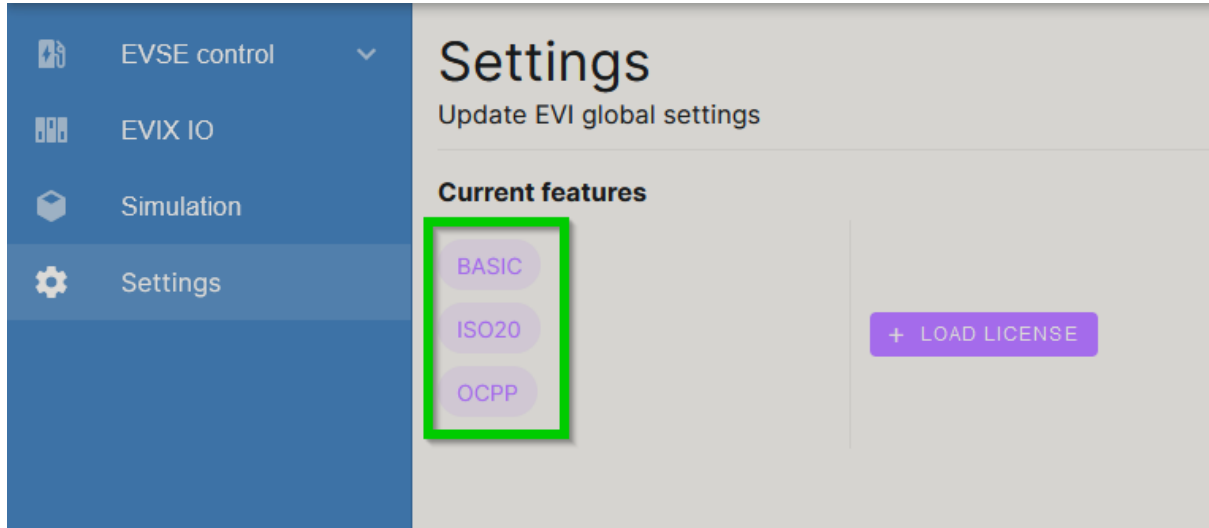 EVSE control
EVIX IO
Simulation
Settings
Settings
Update EVI global settings
Current features
BASIC
ISO20
OCPP
+ LOAD LICENSE